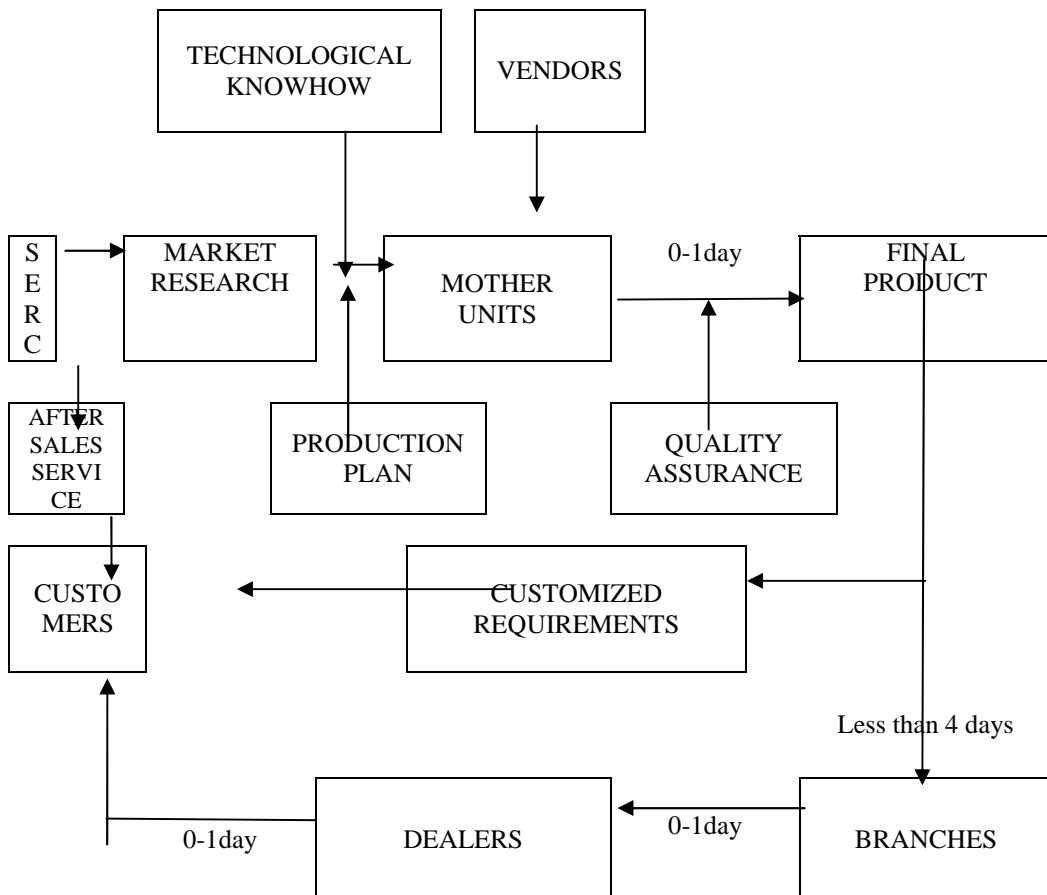 TECHNOLOGICAL
KNOWHOW
VENDORS
S
E
R
C
MARKET
RESEARCH
MOTHER
UNITS
0-1day
FINAL
PRODUCT
AFTER
SALES
SERVI
CE
PRODUCTION
PLAN
QUALITY
ASSURANCE
CUSTO
MERS
CUSTOMIZED
REQUIREMENTS
Less than 4 days
0-1day
DEALERS
0-1day
BRANCHES